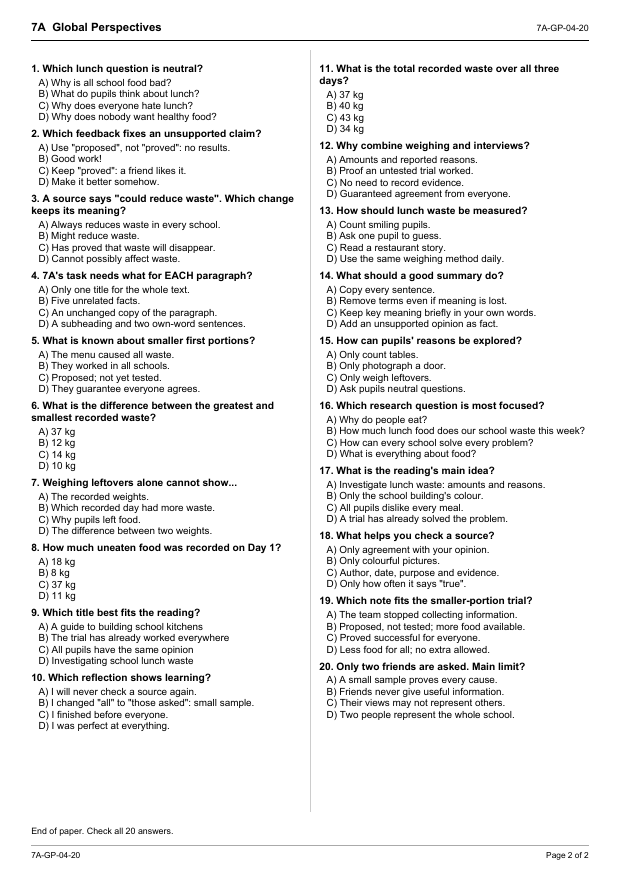 7A Global Perspectives
7A-GP-04-20
1. Which lunch question is neutral?
A) Why is all school food bad?
B) What do pupils think about lunch?
C) Why does everyone hate lunch?
D) Why does nobody want healthy food?
2. Which feedback fixes an unsupported claim?
A) Use "proposed", not "proved": no results.
B) Good work!
C) Keep "proved": a friend likes it.
D) Make it better somehow.
3. A source says "could reduce waste". Which change
keeps its meaning?
A) Always reduces waste in every school.
B) Might reduce waste.
C) Has proved that waste will disappear.
D) Cannot possibly affect waste.
4. 7A's task needs what for EACH paragraph?
A) Only one title for the whole text.
B) Five unrelated facts.
C) An unchanged copy of the paragraph.
D) A subheading and two own-word sentences.
5. What is known about smaller first portions?
A) The menu caused all waste.
B) They worked in all schools.
C) Proposed; not yet tested.
D) They guarantee everyone agrees.
6. What is the difference between the greatest and
smallest recorded waste?
A) 37 kg
B) 12 kg
C) 14 kg
D) 10 kg
7. Weighing leftovers alone cannot show...
A) The recorded weights.
B) Which recorded day had more waste.
C) Why pupils left food.
D) The difference between two weights.
8. How much uneaten food was recorded on Day 1?
A) 18 kg
B) 8 kg
C) 37 kg
D) 11 kg
9. Which title best fits the reading?
A) A guide to building school kitchens
B) The trial has already worked everywhere
C) All pupils have the same opinion
D) Investigating school lunch waste
10. Which reflection shows learning?
A) I will never check a source again.
B) I changed "all" to "those asked": small sample.
C) I finished before everyone.
D) I was perfect at everything.
11. What is the total recorded waste over all three
days?
A) 37 kg
B) 40 kg
C) 43 kg
D) 34 kg
12. Why combine weighing and interviews?
A) Amounts and reported reasons.
B) Proof an untested trial worked.
C) No need to record evidence.
D) Guaranteed agreement from everyone.
13. How should lunch waste be measured?
A) Count smiling pupils.
B) Ask one pupil to guess.
C) Read a restaurant story.
D) Use the same weighing method daily.
14. What should a good summary do?
A) Copy every sentence.
B) Remove terms even if meaning is lost.
C) Keep key meaning briefly in your own words.
D) Add an unsupported opinion as fact.
15. How can pupils' reasons be explored?
A) Only count tables.
B) Only photograph a door.
C) Only weigh leftovers.
D) Ask pupils neutral questions.
16. Which research question is most focused?
A) Why do people eat?
B) How much lunch food does our school waste this week?
C) How can every school solve every problem?
D) What is everything about food?
17. What is the reading's main idea?
A) Investigate lunch waste: amounts and reasons.
B) Only the school building's colour.
C) All pupils dislike every meal.
D) A trial has already solved the problem.
18. What helps you check a source?
A) Only agreement with your opinion.
B) Only colourful pictures.
C) Author, date, purpose and evidence.
D) Only how often it says "true".
19. Which note fits the smaller-portion trial?
A) The team stopped collecting information.
B) Proposed, not tested; more food available.
C) Proved successful for everyone.
D) Less food for all; no extra allowed.
20. Only two friends are asked. Main limit?
A) A small sample proves every cause.
B) Friends never give useful information.
C) Their views may not represent others.
D) Two people represent the whole school.
End of paper. Check all 20 answers.
7A-GP-04-20
Page 2 of 2